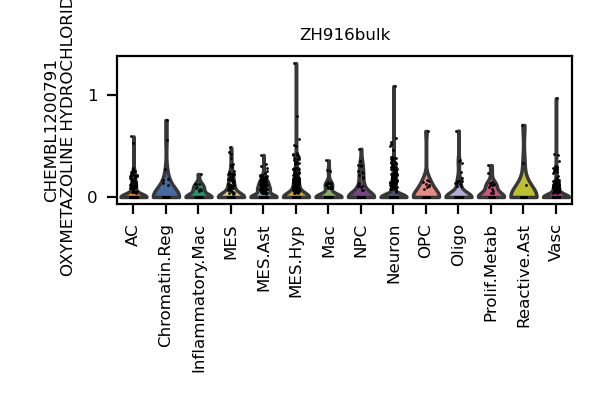 ZH916bulk
CHEMBL1200791
OXYMETAZOLINE HYDROCHLORID
1
0
AC
Chromatin.Reg
Inflammatory.Mac
MES
MES.Ast
MES.Hyp
Mac
NPC
Neuron
OPC
Oligo
Prolif.Metab
Reactive.Ast
Vasc